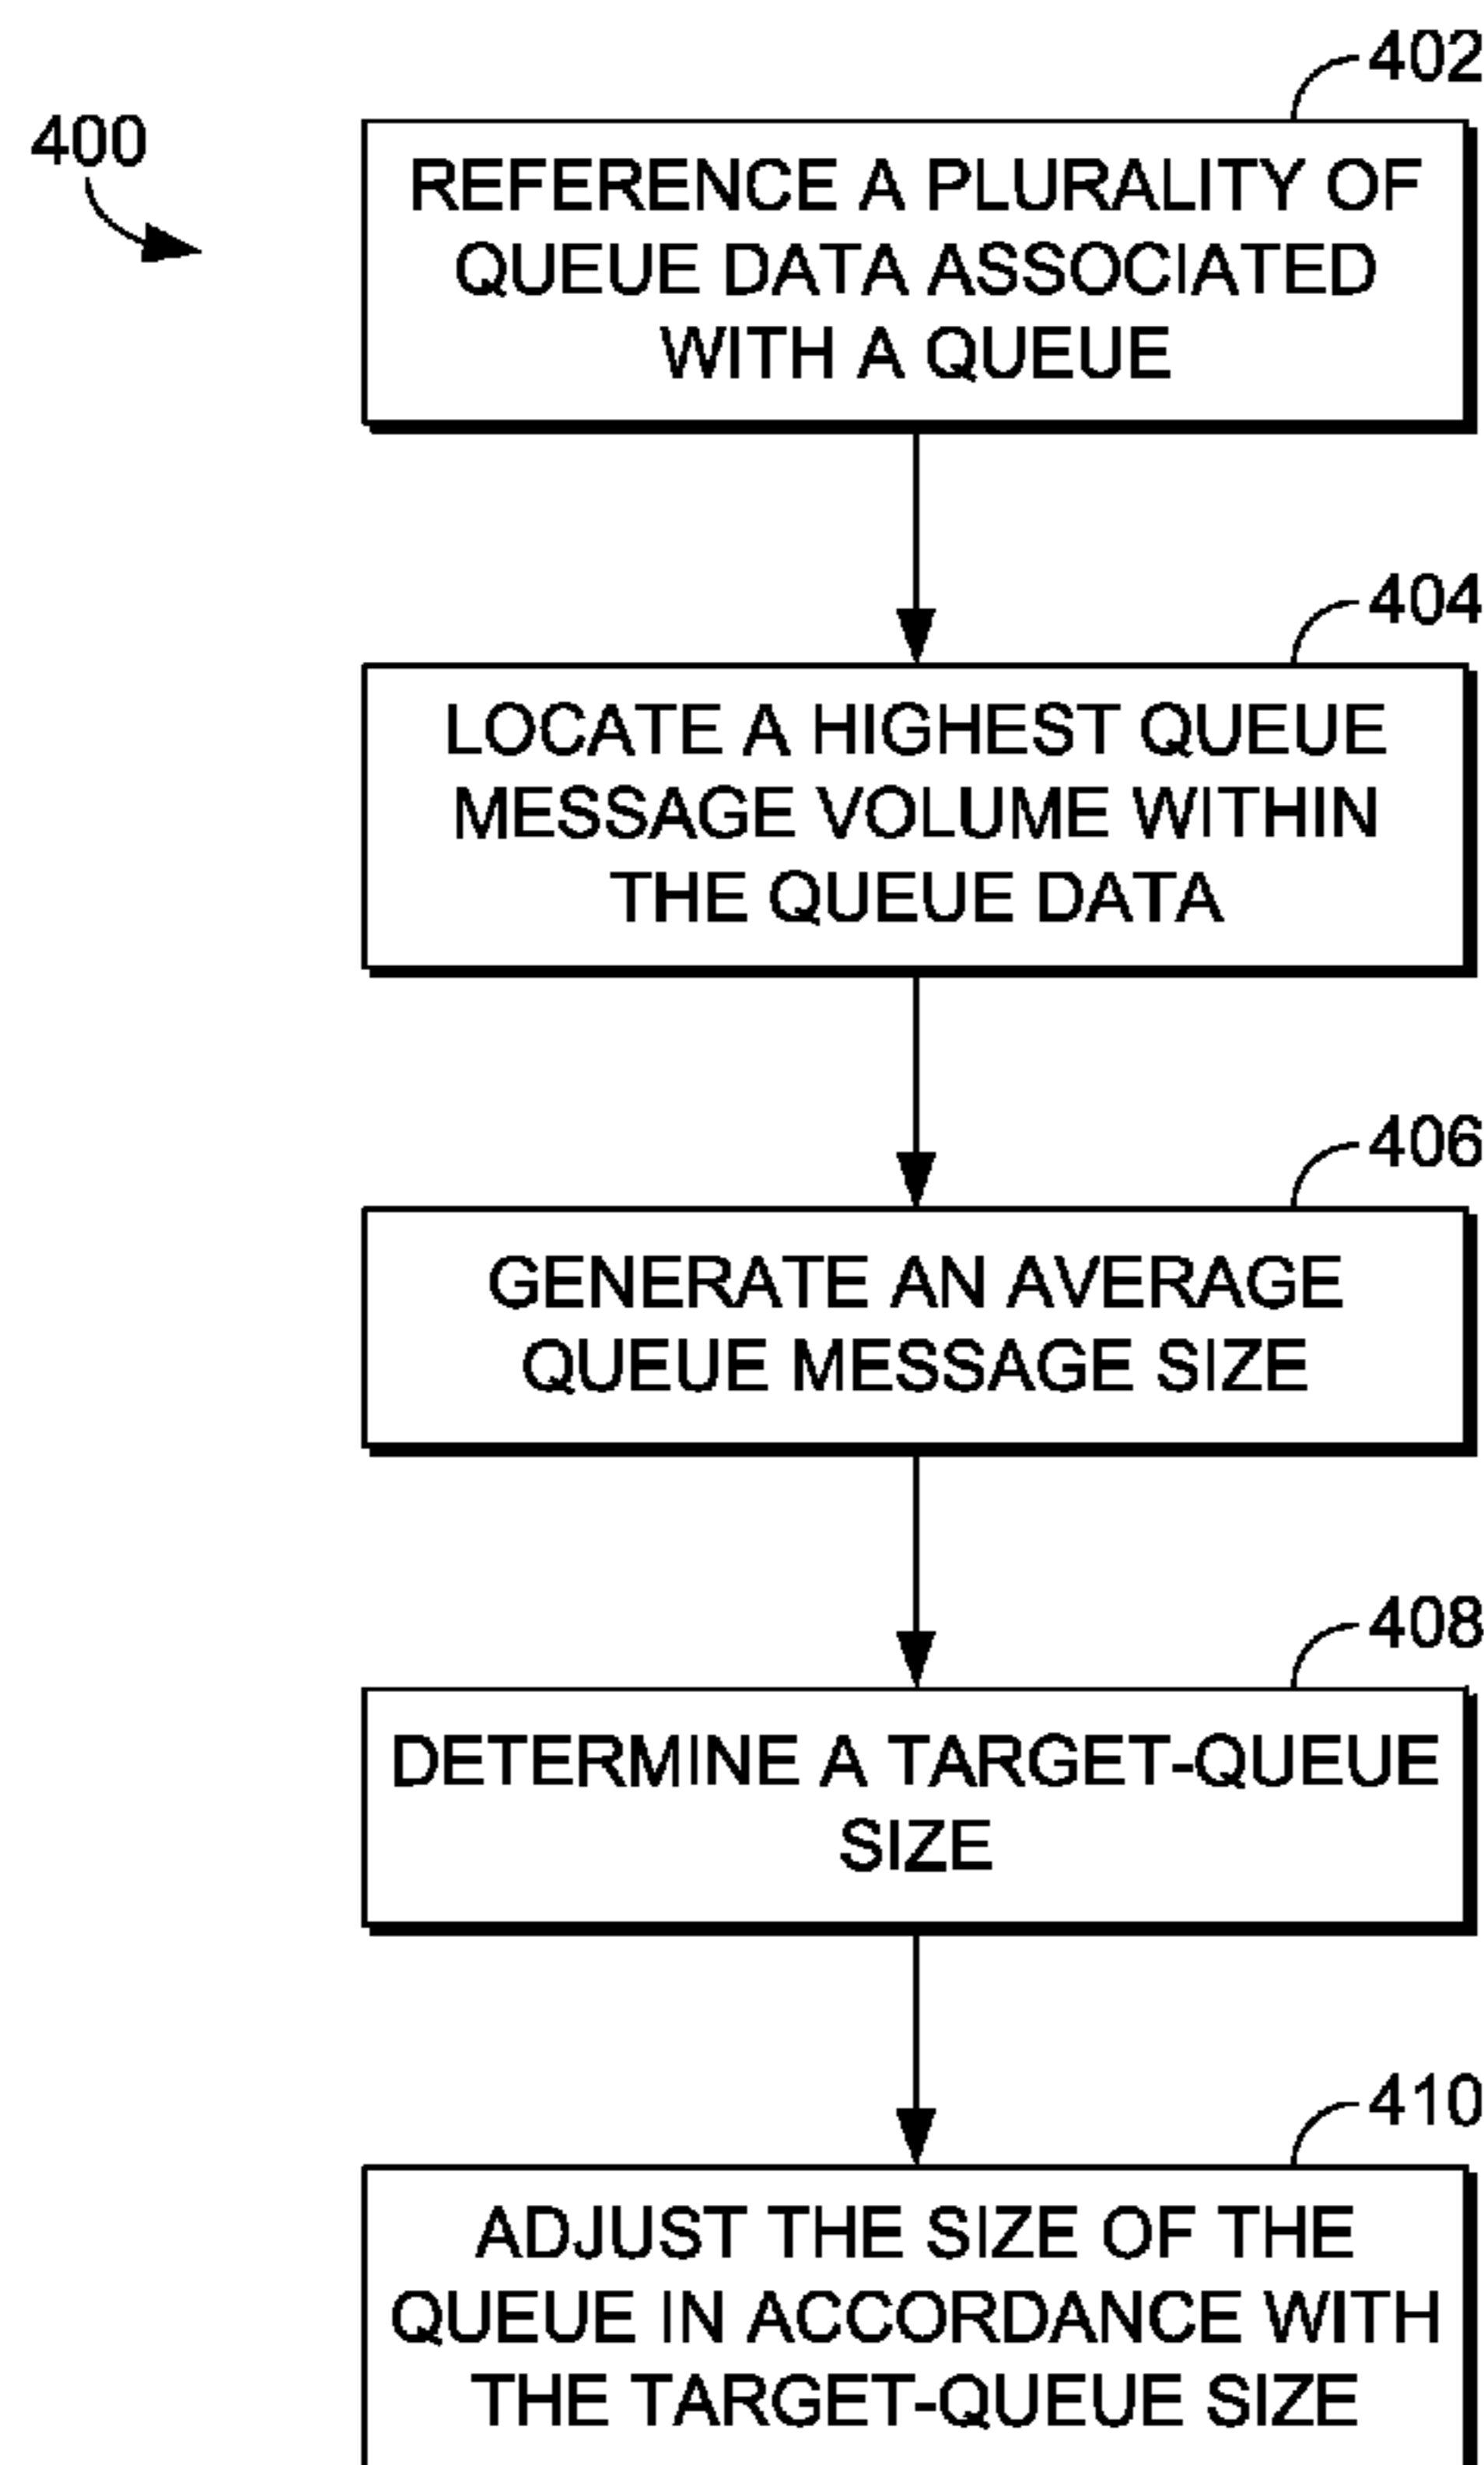 402
400
REFERENCE A PLURALITY OF
QUEUE DATA ASSOCIATED
WITH A QUEUE
404
LOCATE A HIGHEST QUEUE
MESSAGE VOLUME WITHIN
THE QUEUE DATA
406
GENERATE AN AVERAGE
QUEUE MESSAGE SIZE
408
DETERMINE A TARGET-QUEUE
SIZE
410
ADJUST THE SIZE OF THE
QUEUE IN ACCORDANCE WITH
THE TARGET-QUEUE SIZE